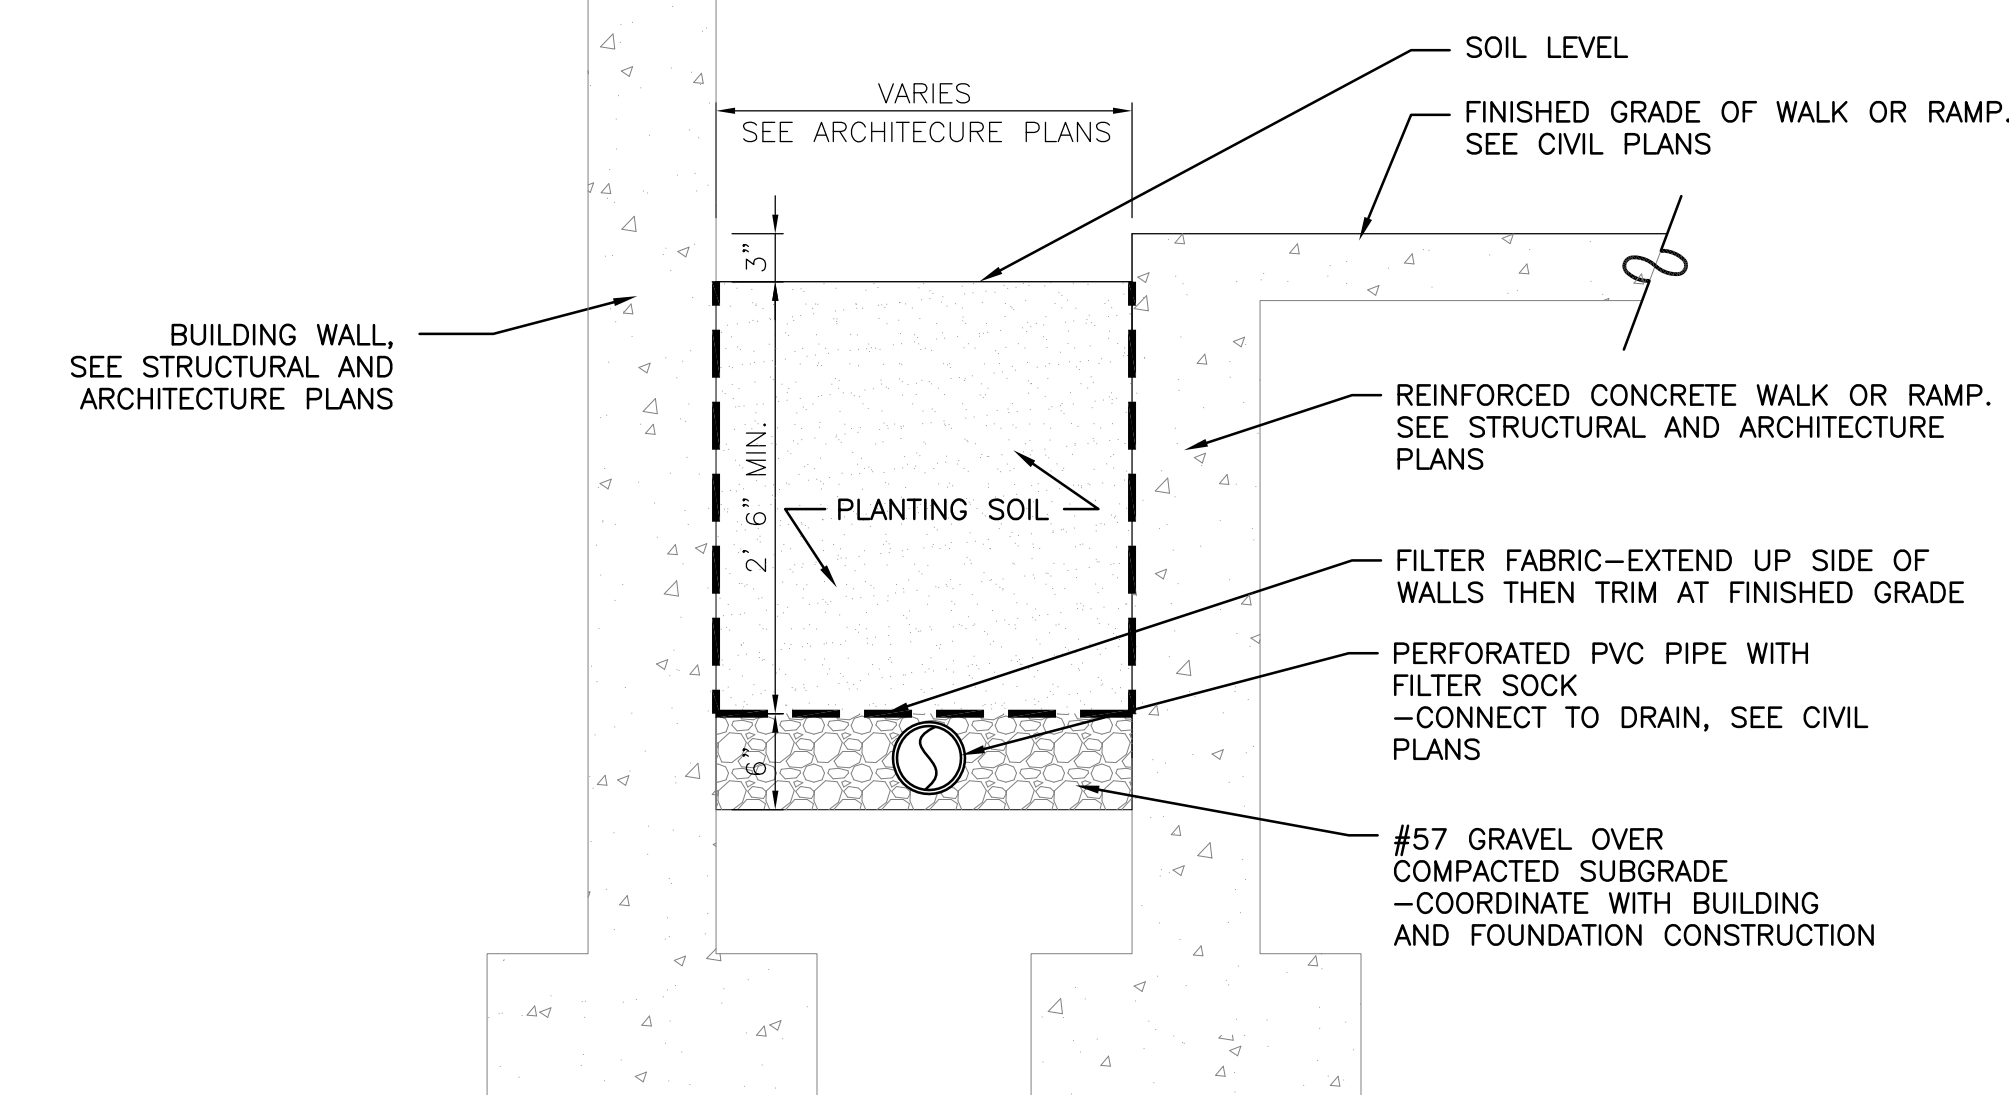 SOIL LEVEL
VARIES
SEE ARCHITECURE PLANS
FINISHED GRADE OF WALK OR RAMP.
SEE CIVIL PLANS
3"
BUILDING WALL,
SEE STRUCTURAL AND
ARCHITECTURE PLANS
REINFORCED CONCRETE WALK OR RAMP.
SEE STRUCTURAL AND ARCHITECTURE
PLANS
2' 6" MIN.
PLANTING SOIL
FILTER FABRIC-EXTEND UP SIDE OF
WALLS THEN TRIM AT FINISHED GRADE
PERFORATED PVC PIPE WITH
FILTER SOCK
-CONNECT TO DRAIN, SEE CIVIL
PLANS
6"
#57 GRAVEL OVER
COMPACTED SUBGRADE
-COORDINATE WITH BUILDING
AND FOUNDATION CONSTRUCTION